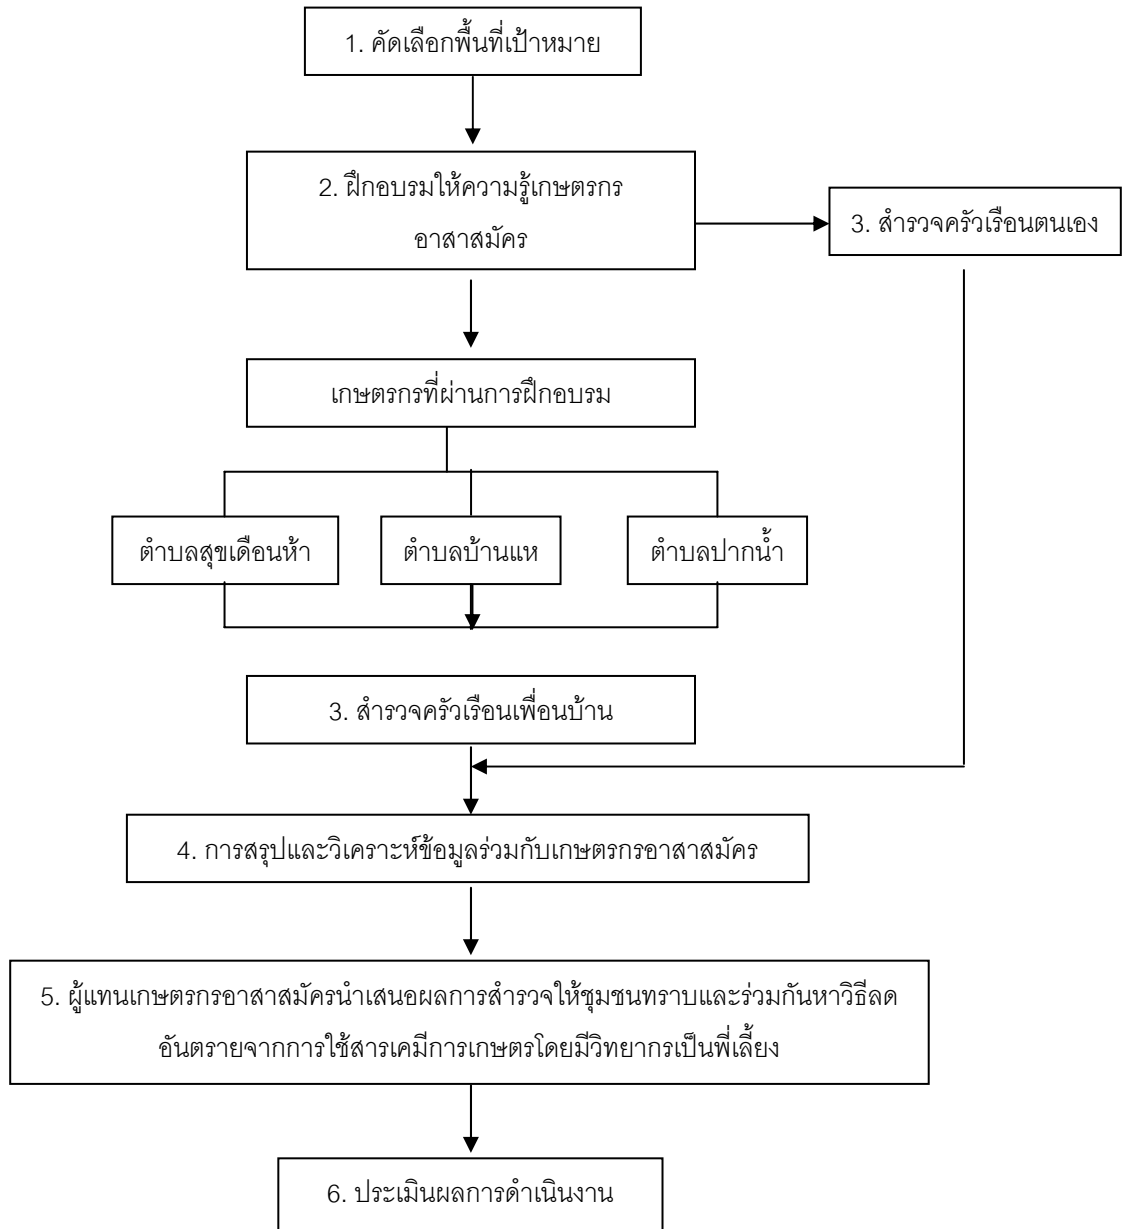 1. คัดเลือกพื้นที่เป้าหมาย
2. ฝึกอบรมให้ความรู้เกษตรกร
อาสาสมัคร
3. สำรวจครัวเรือนตนเอง
เกษตรกรที่ผ่านการฝึกอบรม
ตำบลสุขเดือนห้า
ตำบลบ้านแห
ตำบลปากน้ำ
3. สำรวจครัวเรือนเพื่อนบ้าน
4. การสรุปและวิเคราะห์ข้อมูลร่วมกับเกษตรกรอาสาสมัคร
5. ผู้แทนเกษตรกรอาสาสมัครนำเสนอผลการสำรวจให้ชุมชนทราบและร่วมกันหาวิธีลด
อันตรายจากการใช้สารเคมีการเกษตรโดยมีวิทยากรเป็นพี่เลี้ยง
6. ประเมินผลการดำเนินงาน